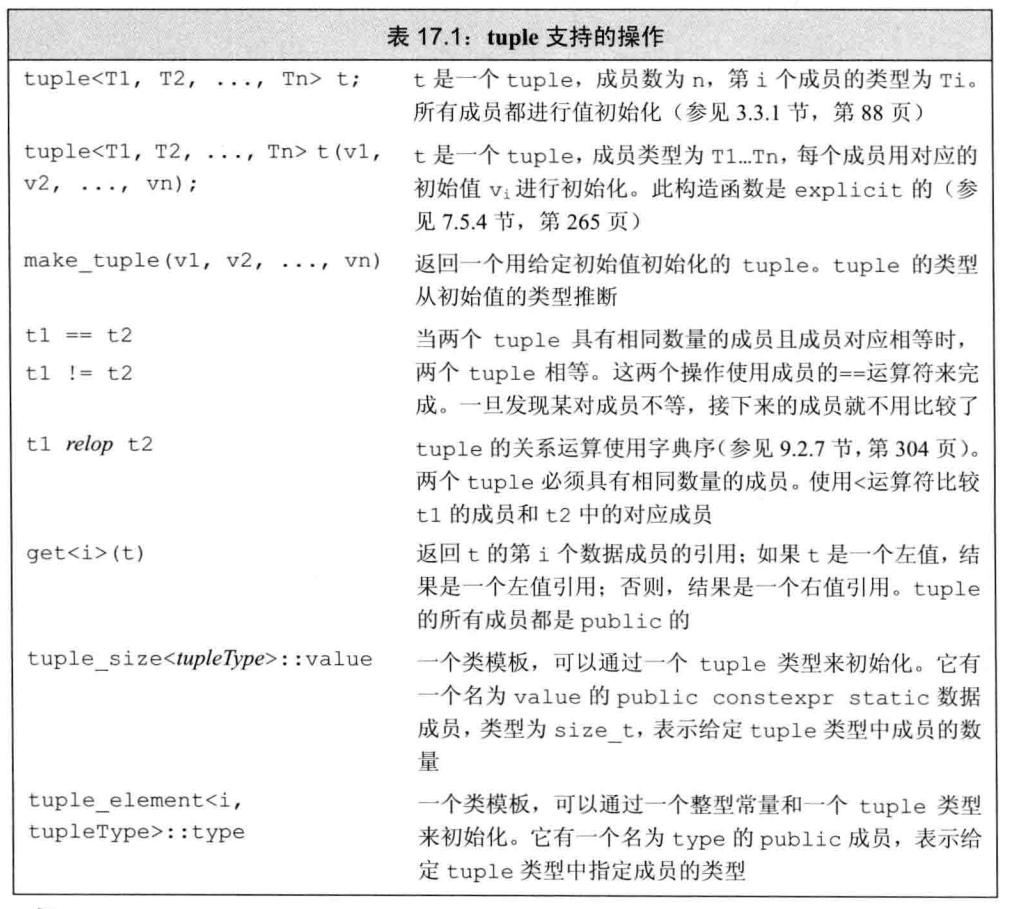 表 17.1：tuple 支持的操作
tuple<T1, T2, ..., Tn> t;
t 是一个 tuple，成员数为 n，第 i 个成员的类型为 Ti。
所有成员都进行值初始化（参见 3.3.1 节，第 88 页）
tuple<T1, T2, ..., Tn> t(v1,
v2, ..., vn);
t 是一个 tuple，成员类型为 T1…Tn，每个成员用对应的
初始值 vᵢ进行初始化。此构造函数是 explicit 的（参
见 7.5.4 节，第 265 页）
make_tuple(v1, v2, ..., vn)
返回一个用给定初始值初始化的 tuple。tuple 的类型
从初始值的类型推断
t1 == t2
t1 != t2
当两个 tuple 具有相同数量的成员且成员对应相等时，
两个 tuple 相等。这两个操作使用成员的==运算符来完
成。一旦发现某对成员不等，接下来的成员就不用比较了
t1 relop t2
tuple 的关系运算使用字典序（参见 9.2.7 节，第 304 页）。
两个 tuple 必须具有相同数量的成员。使用<运算符比较
t1 的成员和 t2 中的对应成员
get<i>(t)
返回 t 的第 i 个数据成员的引用；如果 t 是一个左值，结
果是一个左值引用；否则，结果是一个右值引用。tuple
的所有成员都是 public 的
tuple_size<tupleType>::value
一个类模板，可以通过一个 tuple 类型来初始化。它有
一个名为 value 的 public constexpr static 数据
成员，类型为 size_t，表示给定 tuple 类型中成员的数
量
tuple_element<i,
tupleType>::type
一个类模板，可以通过一个整型常量和一个 tuple 类型
来初始化。它有一个名为 type 的 public 成员，表示给
定 tuple 类型中指定成员的类型